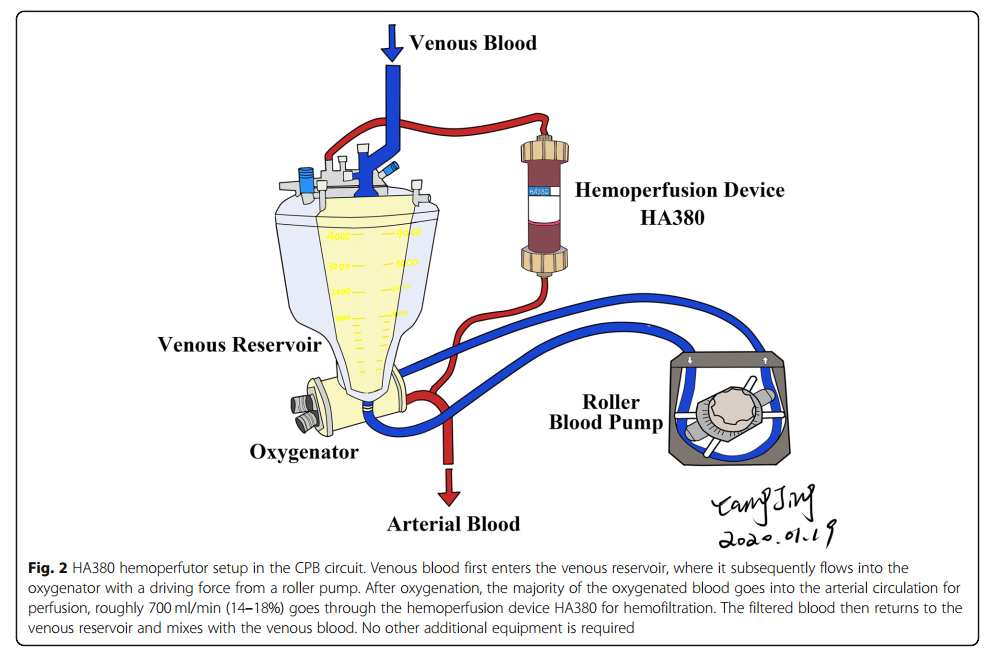 Venous Blood
HA380
Hemoperfusion Device
HA380
4000
Venous Reservoir
Roller
Blood Pump
Oxygenator
Arterial Blood
YangJing
2020.01.19
Fig. 2 HA380 hemoperfutor setup in the CPB circuit. Venous blood first enters the venous reservoir, where it subsequently flows into the
oxygenator with a driving force from a roller pump. After oxygenation, the majority of the oxygenated blood goes into the arterial circulation for
perfusion, roughly 700 ml/min (14–18%) goes through the hemoperfusion device HA380 for hemofiltration. The filtered blood then returns to the
venous reservoir and mixes with the venous blood. No other additional equipment is required